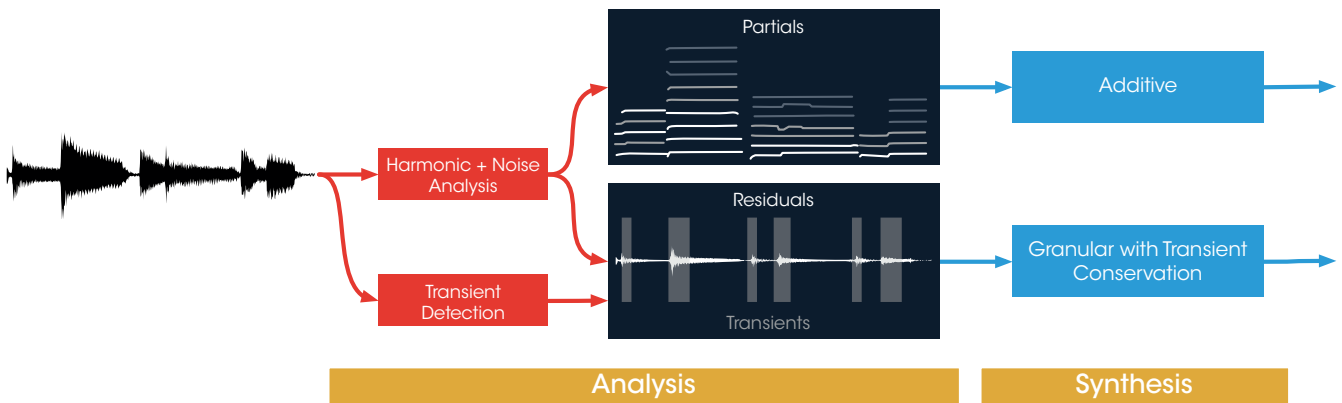 Partials
Harmonic + Noise
Analysis
Additive
Residuals
Transients
Transient
Detection
Granular with Transient
Conservation
Analysis
Synthesis